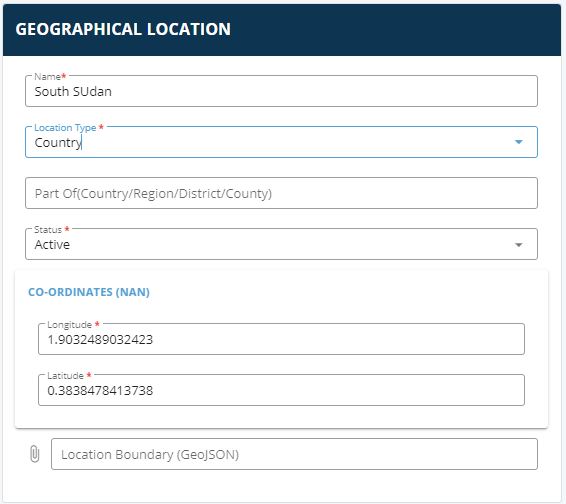 GEOGRAPHICAL LOCATION
Name*
South SUdan
Location Type *
Country
Part Of(Country/Region/District/County)
Status *
Active
CO-ORDINATES (NAN)
Longitude *
1.9032489032423
Latitude *
0.3838478413738
Location Boundary (GeoJSON)